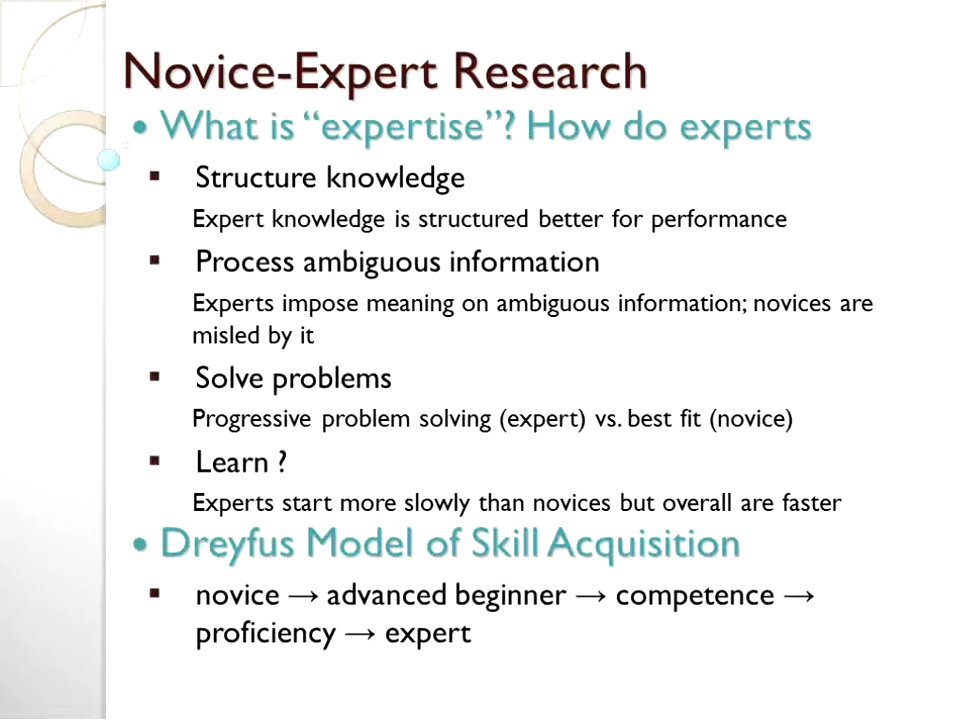 Novice-Expert Research
• What is “expertise”? How do experts
▪ Structure knowledge
Expert knowledge is structured better for performance
▪ Process ambiguous information
Experts impose meaning on ambiguous information; novices are
misled by it
▪ Solve problems
Progressive problem solving (expert) vs. best fit (novice)
▪ Learn ?
Experts start more slowly than novices but overall are faster
• Dreyfus Model of Skill Acquisition
▪ novice → advanced beginner → competence →
proficiency → expert